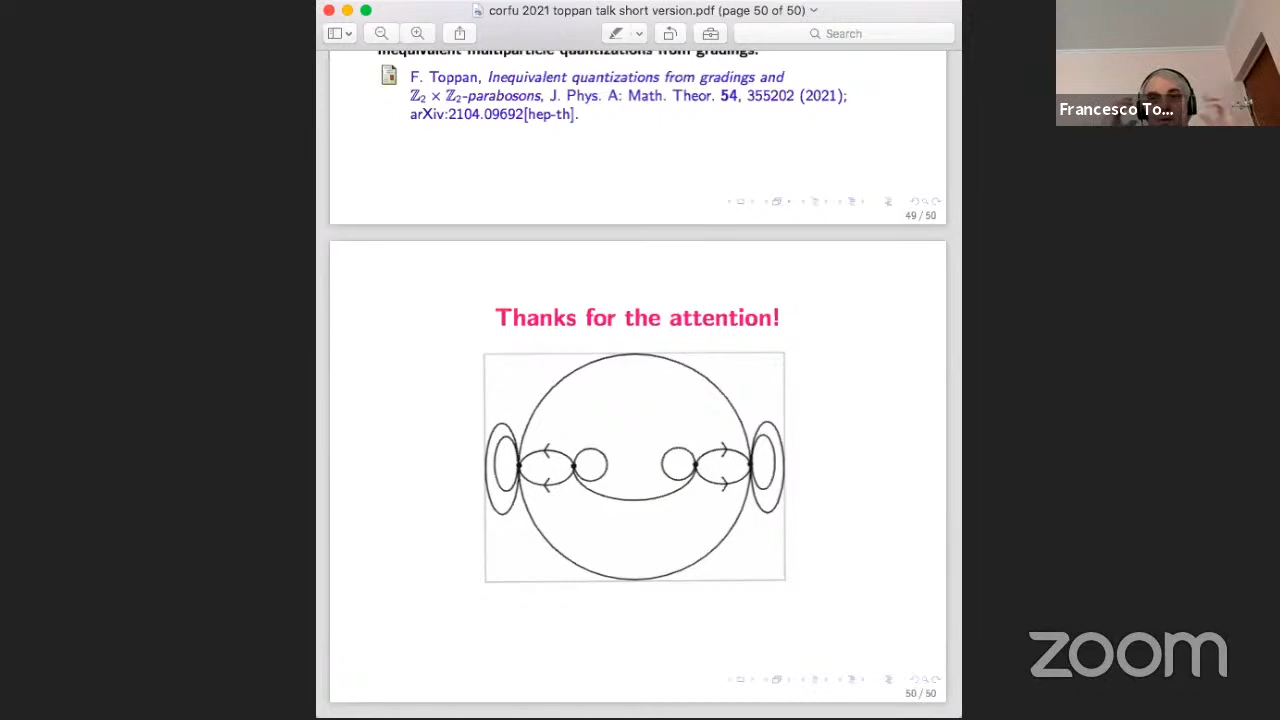 corfu 2021 toppan talk short version.pdf (page 50 of 50)
Search
inequivalent multiparticle quantizations from gradings.
F. Toppan, Inequivalent quantizations from gradings and
ℤ₂ × ℤ₂-parabosons, J. Phys. A: Math. Theor. 54, 355202 (2021);
arXiv:2104.09692[hep-th].
49 / 50
Thanks for the attention!
50 / 50
Francesco To...
zoom